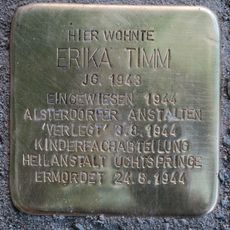 HIER WOHNTE
ERIKA TIMM
JG. 1943
EINGEWIESEN 1944
ALSTERDORFER ANSTALTEN
'VERLEGT' 8.8.1944
KINDERFACHABTEILUNG
HEILANSTALT UCHTSPRINGE
ERMORDET 24.8.1944